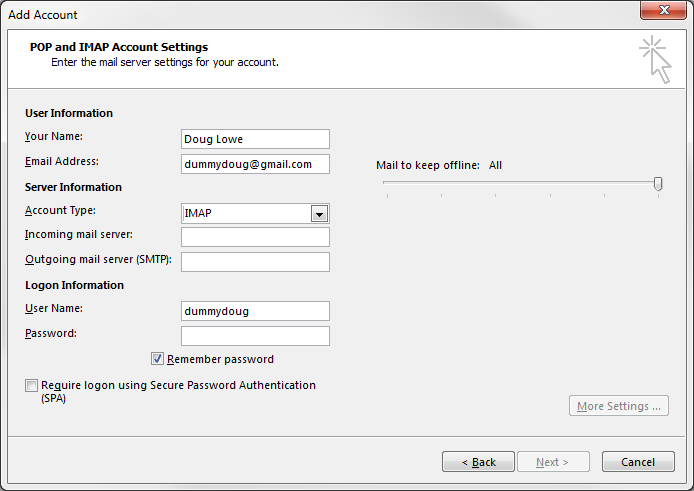 Add Account
POP and IMAP Account Settings
Enter the mail server settings for your account.
User Information
Your Name: Doug Lowe
Email Address: dummydoug@gmail.com
Mail to keep offline: All
Server Information
Account Type: IMAP
Incoming mail server:
Outgoing mail server (SMTP):
Logon Information
User Name: dummydoug
Password:
Remember password
Require logon using Secure Password Authentication
(SPA)
More Settings ...
< Back Next > Cancel